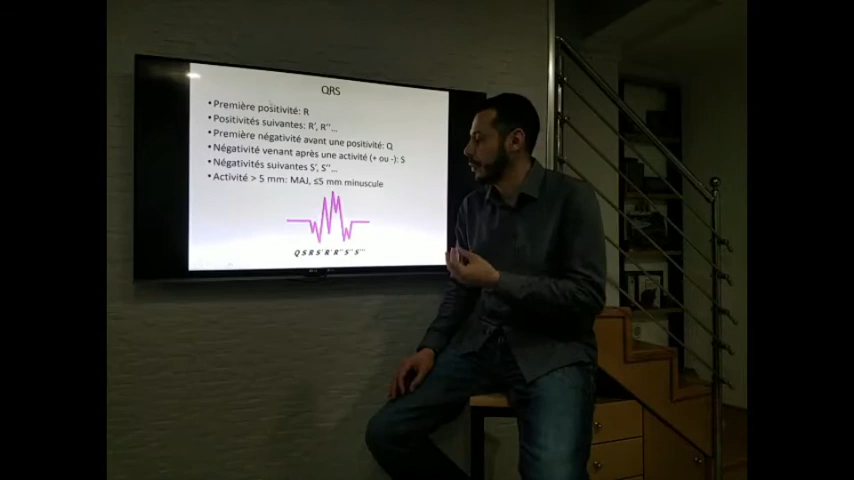 QRS
• Première positivité: R
• Positivités suivantes: R', R''...
• Première négativité avant une positivité: Q
• Négativité venant après une activité (+ ou -): S
• Négativités suivantes S', S''...
• Activité > 5 mm: MAJ, ≤5 mm minuscule
Q S R S' R' R'' S'' S'''